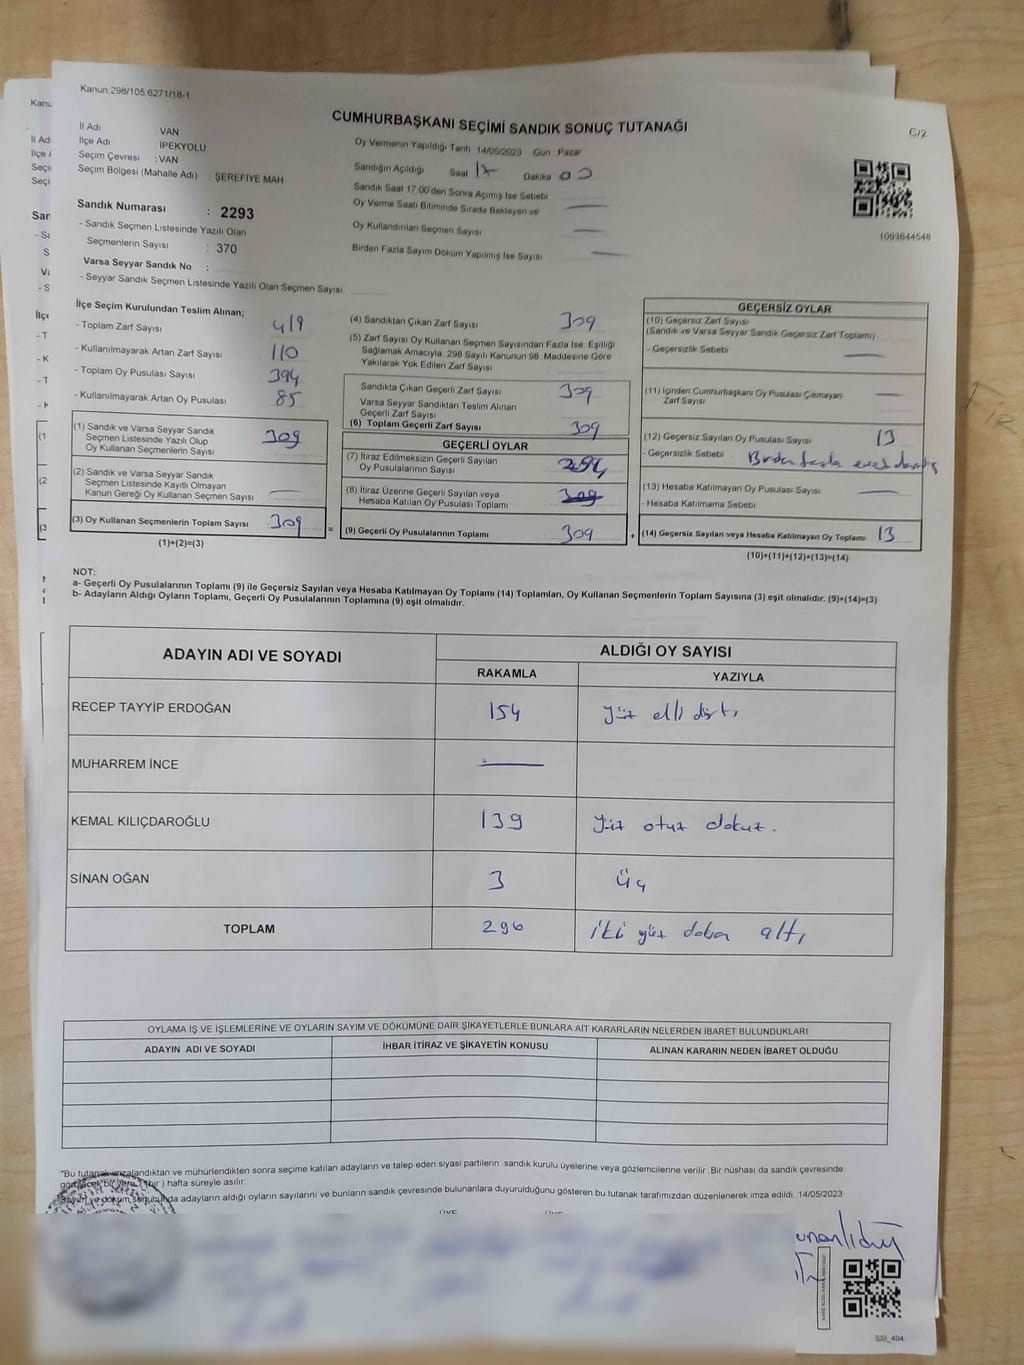 Kanun,298/105,6271/18-1
CUMHURBAŞKANI SEÇİMİ SANDIK SONUÇ TUTANAĞI
C/2
İl Adı VAN
İlçe Adı İPEKYOLU
Seçim Çevresi : VAN
Seçim Bölgesi (Mahalle Adı) : ŞEREFİYE MAH
Sandık Numarası : 2293
- Sandık Seçmen Listesinde Yazılı Olan
Seçmenlerin Sayısı : 370
Varsa Seyyar Sandık No :
- Seyyar Sandık Seçmen Listesinde Yazılı Olan Seçmen Sayısı:
Oy Vermenin Yapıldığı Tarih 14/05/2023 Gün : Pazar
Sandığın Açıldığı Saat 17 Dakika 00
Sandık Saat 17.00'den Sonra Açımış İse Sebebi
Oy Verme Saati Bitiminde Sırada Bekleyen ve
Oy Kullandırılan Seçmen Sayısı
Birden Fazla Sayım Döküm Yapılmış İse Sayısı
1093844548
İlçe Seçim Kurulundan Teslim Alınan;
- Toplam Zarf Sayısı 419
- Kullanılmayarak Artan Zarf Sayısı 110
- Toplam Oy Pusulası Sayısı 394
- Kullanılmayarak Artan Oy Pusulası 85
(1) Sandık ve Varsa Seyyar Sandık
Seçmen Listesinde Yazılı Olup
Oy Kullanan Seçmenlerin Sayısı 309
(2) Sandık ve Varsa Seyyar Sandık
Seçmen Listesinde Kayıtlı Olmayan
Kanun Gereği Oy Kullanan Seçmen Sayısı
(3) Oy Kullanan Seçmenlerin Toplam Sayısı 309 =
(1)+(2)=(3)
(4) Sandıktan Çıkan Zarf Sayısı 309
(5) Zarf Sayısı Oy Kullanan Seçmen Sayısından Fazla İse, Eşitliği
Sağlamak Amacıyla; 298 Sayılı Kanunun 98. Maddesine Göre
Yakılarak Yok Edilen Zarf Sayısı
Sandıkta Çıkan Geçerli Zarf Sayısı 309
Varsa Seyyar Sandıktan Teslim Alınan
Geçerli Zarf Sayısı
(6) Toplam Geçerli Zarf Sayısı 309
GEÇERLİ OYLAR
(7) İtiraz Edilmeksizin Geçerli Sayılan
Oy Pusulalarının Sayısı
(8) İtiraz Üzerine Geçerli Sayılan veya
Hesaba Katılan Oy Pusulası Toplamı 309
(9) Geçerli Oy Pusulalarının Toplamı 309 +
GEÇERSİZ OYLAR
(10) Geçersiz Zarf Sayısı
(Sandık ve Varsa Seyyar Sandık Geçersiz Zarf Toplamı)
- Geçersizlik Sebebi
(11) İçinden Cumhurbaşkanı Oy Pusulası Çıkmayan
Zarf Sayısı
(12) Geçersiz Sayılan Oy Pusulası Sayısı 13
- Geçersizlik Sebebi Birden fazla evet
(13) Hesaba Katılmayan Oy Pusulası Sayısı
- Hesaba Katılmama Sebebi
(14) Geçersiz Sayılan veya Hesaba Katılmayan Oy Toplamı 13
(10)+(11)+(12)+(13)=(14)
NOT:
a- Geçerli Oy Pusulalarının Toplamı (9) ile Geçersiz Sayılan veya Hesaba Katılmayan Oy Toplamı (14) Toplamları, Oy Kullanan Seçmenlerin Toplam Sayısına (3) eşit olmalıdır. (9)+(14)=(3)
b- Adayların Aldığı Oyların Toplamı, Geçerli Oy Pusulalarının Toplamına (9) eşit olmalıdır.
ADAYIN ADI VE SOYADI ALDIĞI OY SAYISI
RAKAMLA YAZIYLA
RECEP TAYYİP ERDOĞAN 154 Yüz elli dört
MUHARREM İNCE
KEMAL KILIÇDAROĞLU 139 Yüz otuz dokuz.
SİNAN OĞAN 3 üç
TOPLAM 296 iki yüz doksan altı
OYLAMA İŞ VE İŞLEMLERİNE VE OYLARIN SAYIM VE DÖKÜMÜNE DAİR ŞİKAYETLERLE BUNLARA AİT KARARLARIN NELERDEN İBARET BULUNDUKLARI
ADAYIN ADI VE SOYADI İHBAR İTİRAZ VE ŞİKAYETİN KONUSU ALINAN KARARIN NEDEN İBARET OLDUĞU
*Bu tutanak imzalandıktan ve mühürlendikten sonra seçime katılan adayların ve talep eden siyasi partilerin sandık kurulu üyelerine veya gözlemcilerine verilir. Bir nüshası da sandık çevresinde
görülecek bir yere 1 (bir) hafta süreyle asılır.
Sayım ve döküm sonucunda adayların aldığı oyların sayılarını ve bunların sandık çevresinde bulunanlara duyurulduğunu gösteren bu tutanak tarafımızdan düzenlenerek imza edildi. 14/05/2023
ÜYE
SSI_404